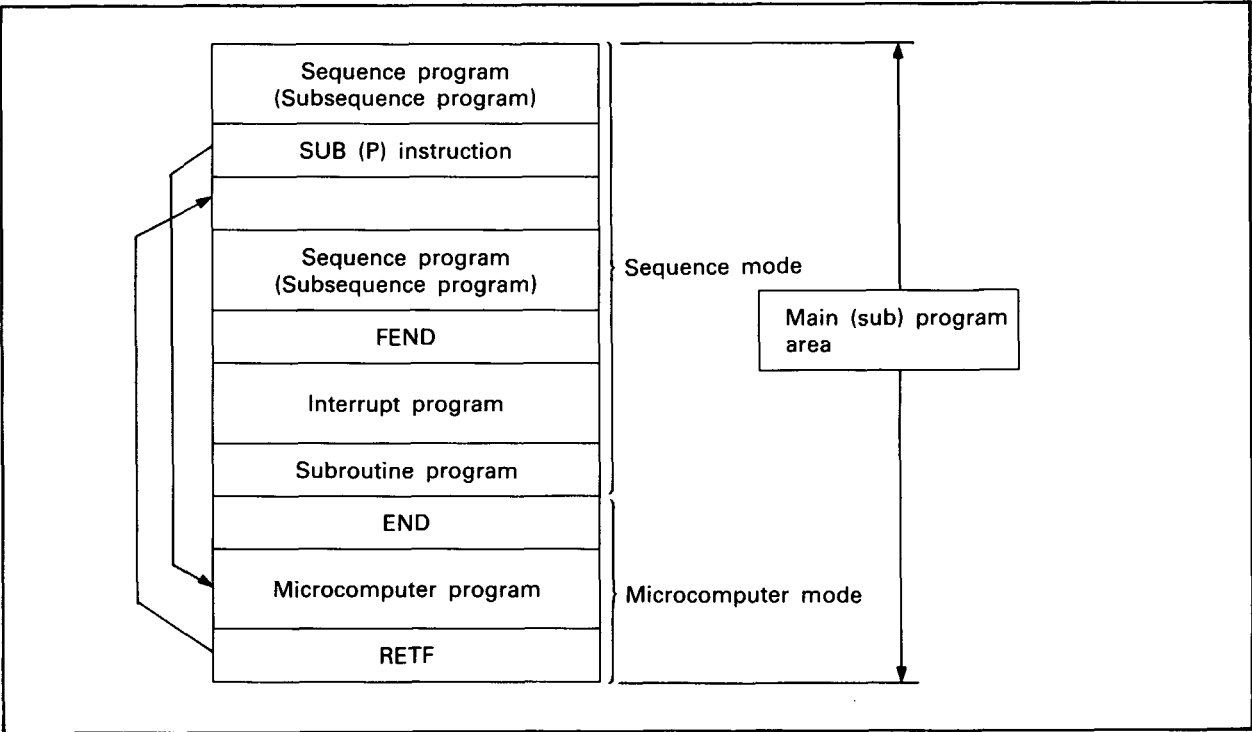 Sequence program
(Subsequence program)
SUB (P) instruction
Sequence program
(Subsequence program)
FEND
Interrupt program
Subroutine program
END
Microcomputer program
RETF
Sequence mode
Microcomputer mode
Main (sub) program
area